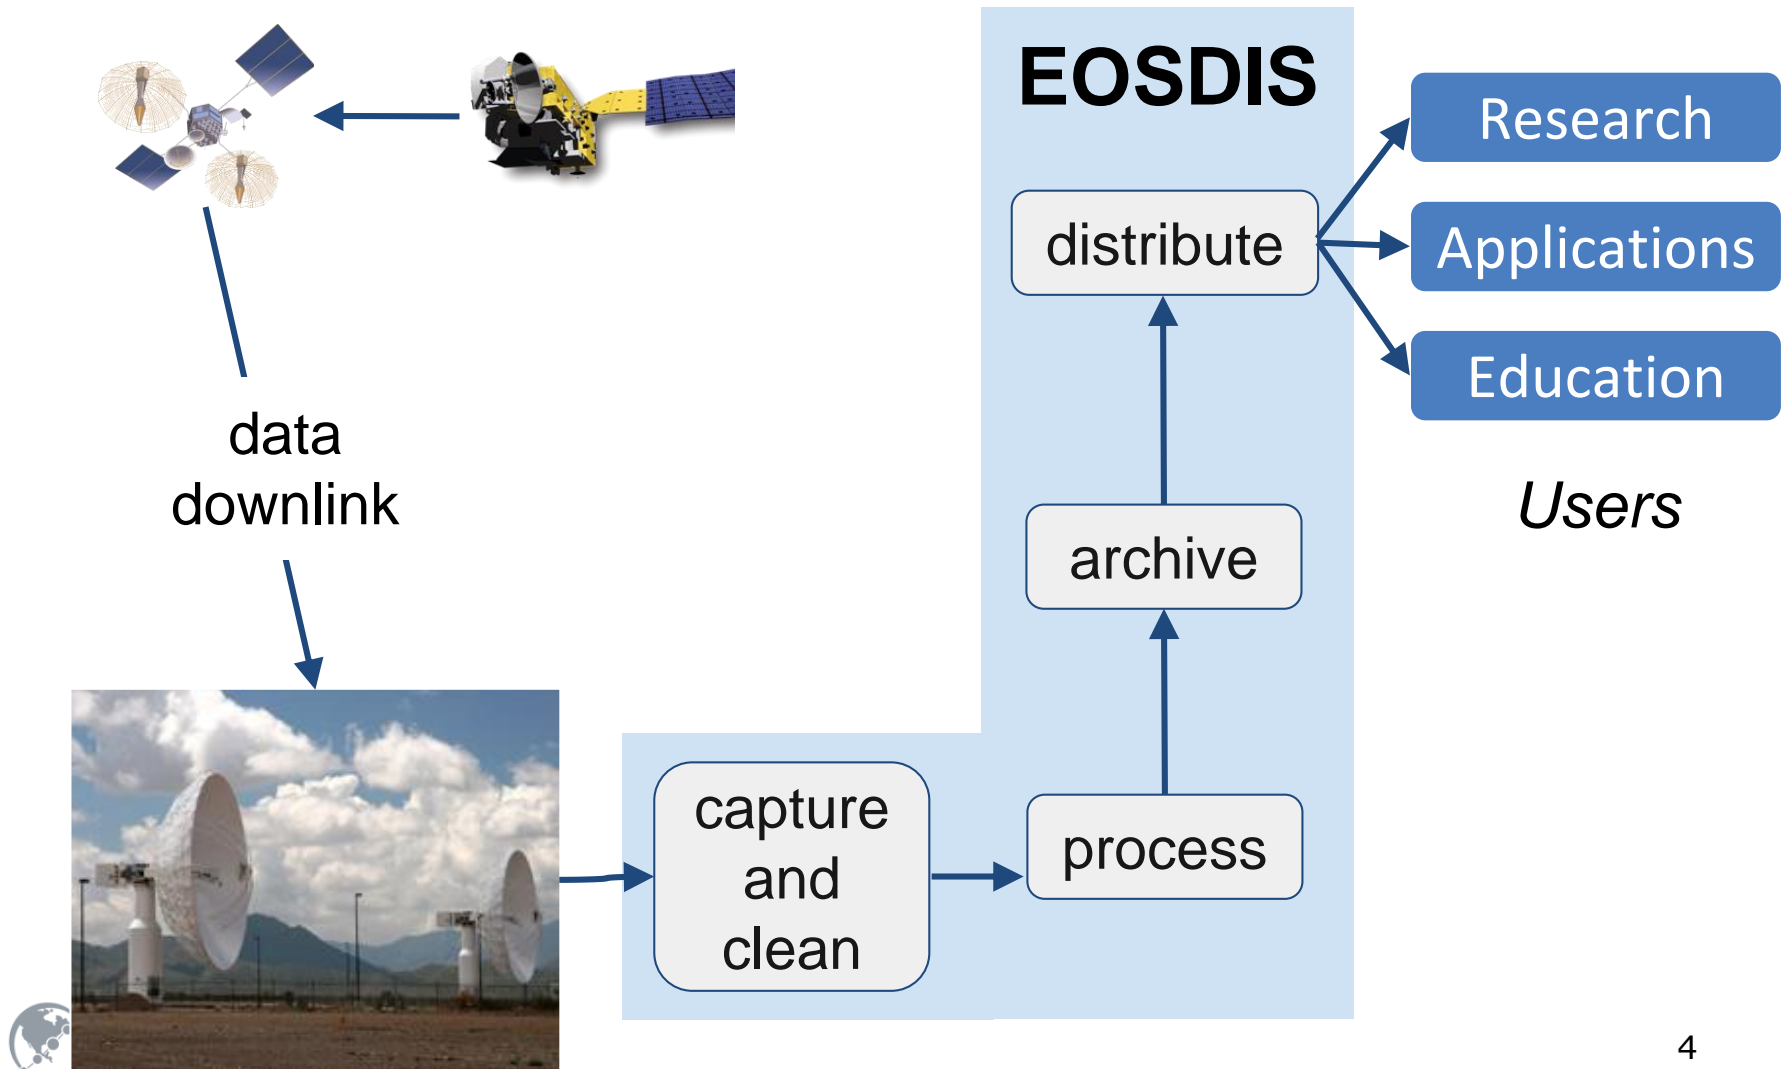 EOSDIS
Research
distribute
Applications
Education
data
downlink
Users
archive
capture
and
clean
process
4